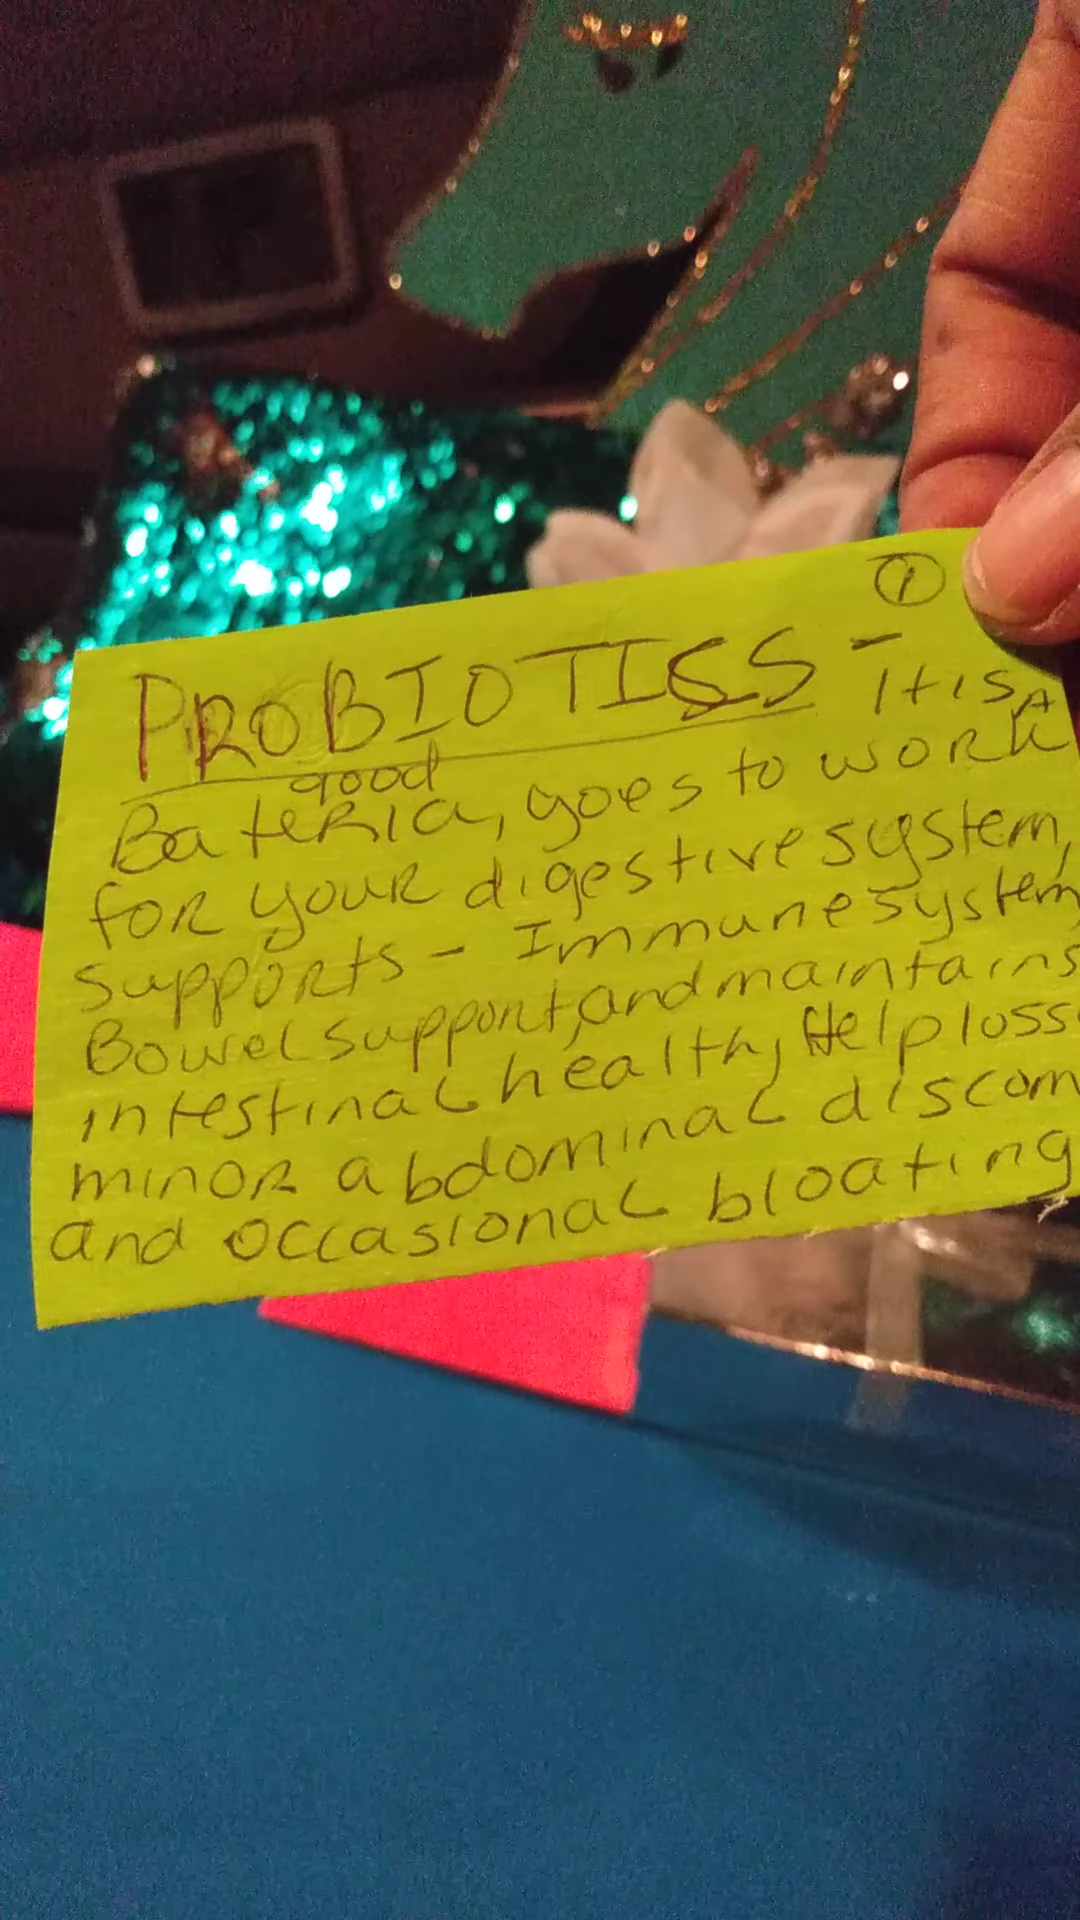 ①
PROBIOTISS - It is A
good
Bateria, goes to work
for your digestive system,
supports - Immune system
Bowel support, and maintains
intestinal health, Help loss
minor abdominal discom
and occasional bloating